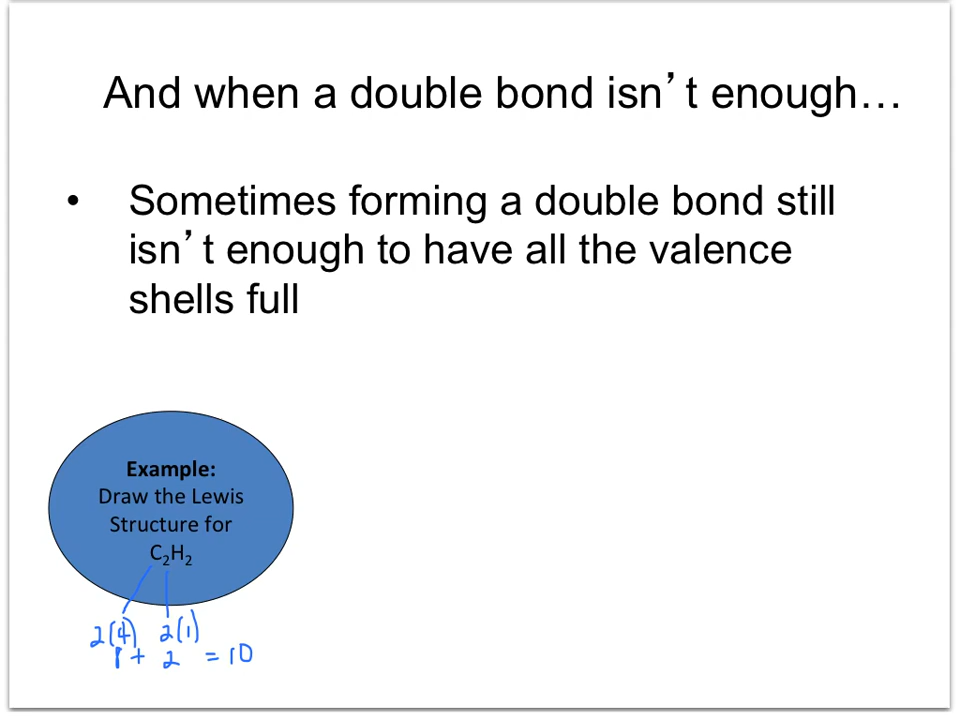 And when a double bond isn’t enough…
• Sometimes forming a double bond still
isn’t enough to have all the valence
shells full
Example:
Draw the Lewis
Structure for
C₂H₂
2(4) 2(1)
8 + 2 = 10